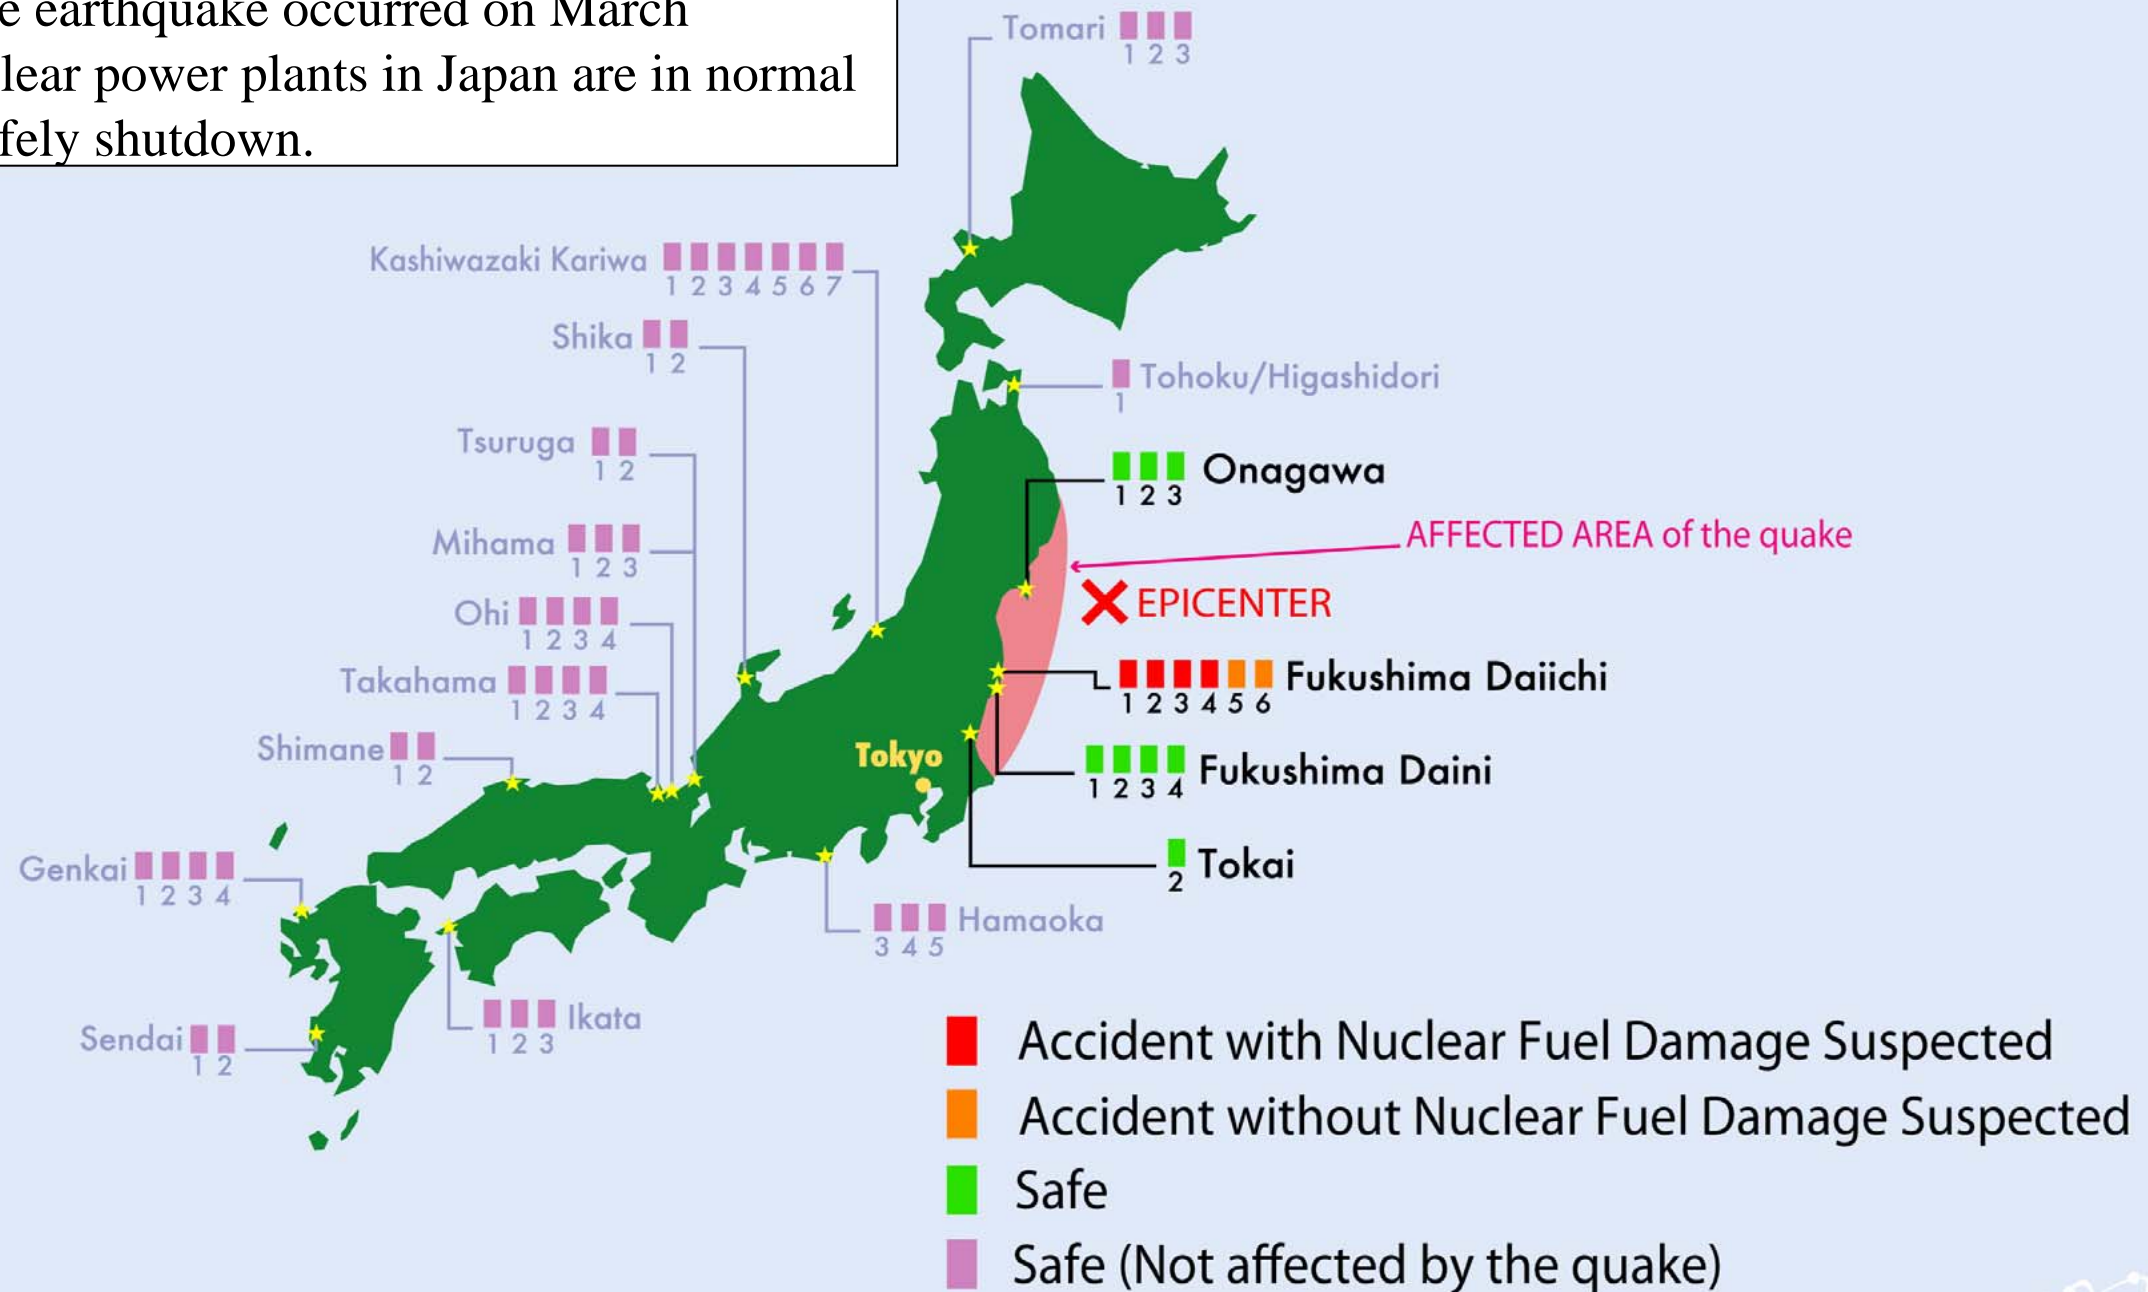 e earthquake occurred on March
lear power plants in Japan are in normal
fely shutdown.
Tomari
1 2 3
Kashiwazaki Kariwa
1 2 3 4 5 6 7
Shika
1 2
Tohoku/Higashidori
1
Tsuruga
1 2
Onagawa
1 2 3
AFFECTED AREA of the quake
Mihama
1 2 3
EPICENTER
Ohi
1 2 3 4
Takahama
1 2 3 4
Fukushima Daiichi
1 2 3 4 5 6
Shimane
1 2
Tokyo
Fukushima Daini
1 2 3 4
Genkai
1 2 3 4
Tokai
2
Hamaoka
3 4 5
Ikata
1 2 3
Sendai
1 2
Accident with Nuclear Fuel Damage Suspected
Accident without Nuclear Fuel Damage Suspected
Safe
Safe (Not affected by the quake)